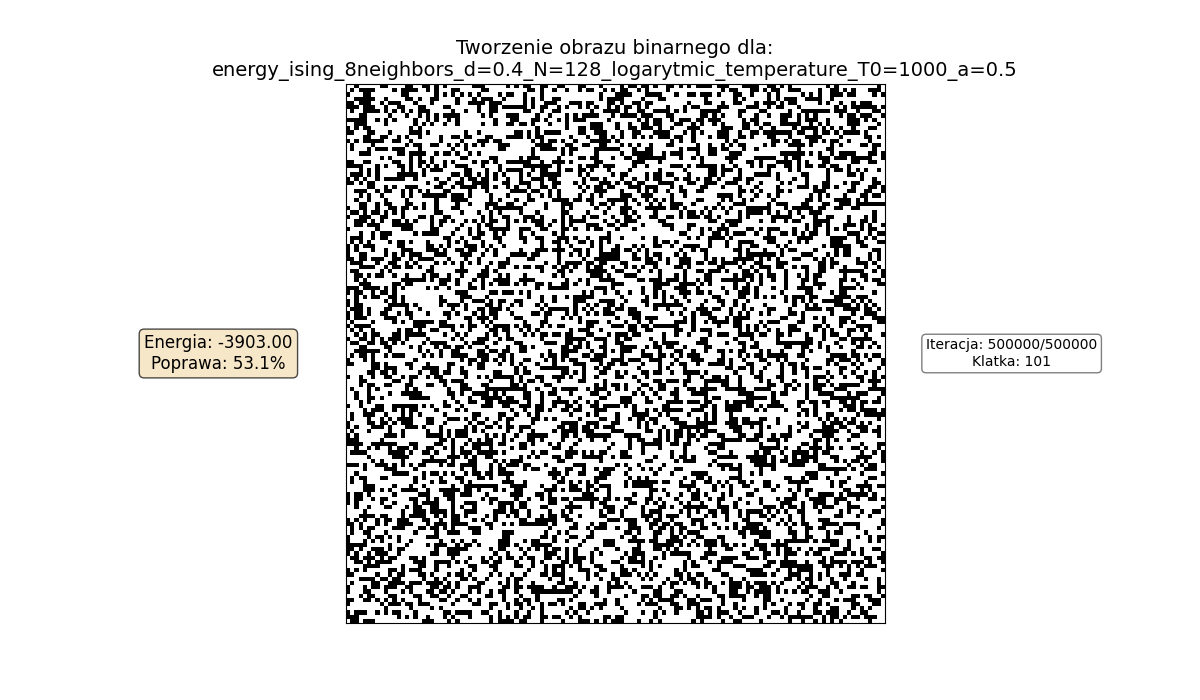 Tworzenie obrazu binarnego dla:
energy_ising_8neighbors_d=0.4_N=128_logarytmic_temperature_T0=1000_a=0.5
Energia: -3903.00
Poprawa: 53.1%
Iteracja: 500000/500000
Klatka: 101